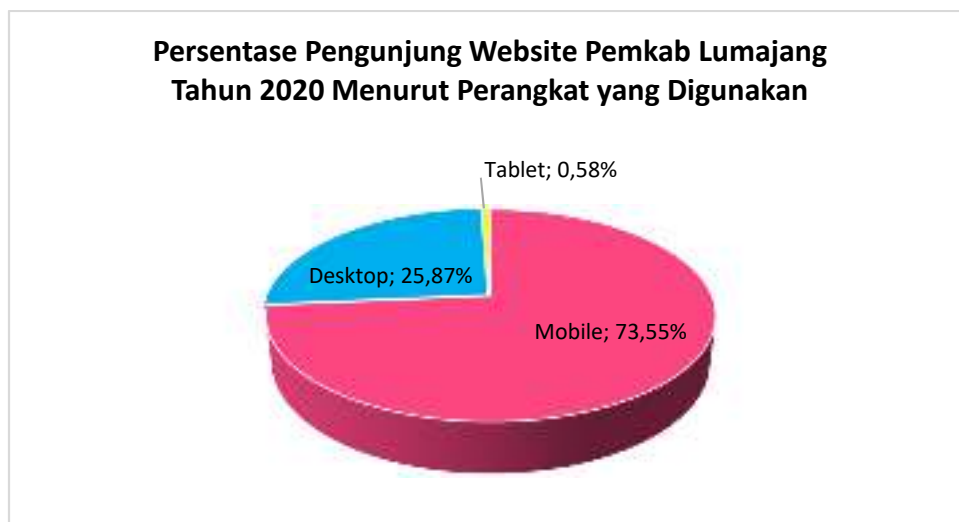 Persentase Pengunjung Website Pemkab Lumajang
Tahun 2020 Menurut Perangkat yang Digunakan
Tablet; 0,58%
Desktop; 25,87%
Mobile; 73,55%